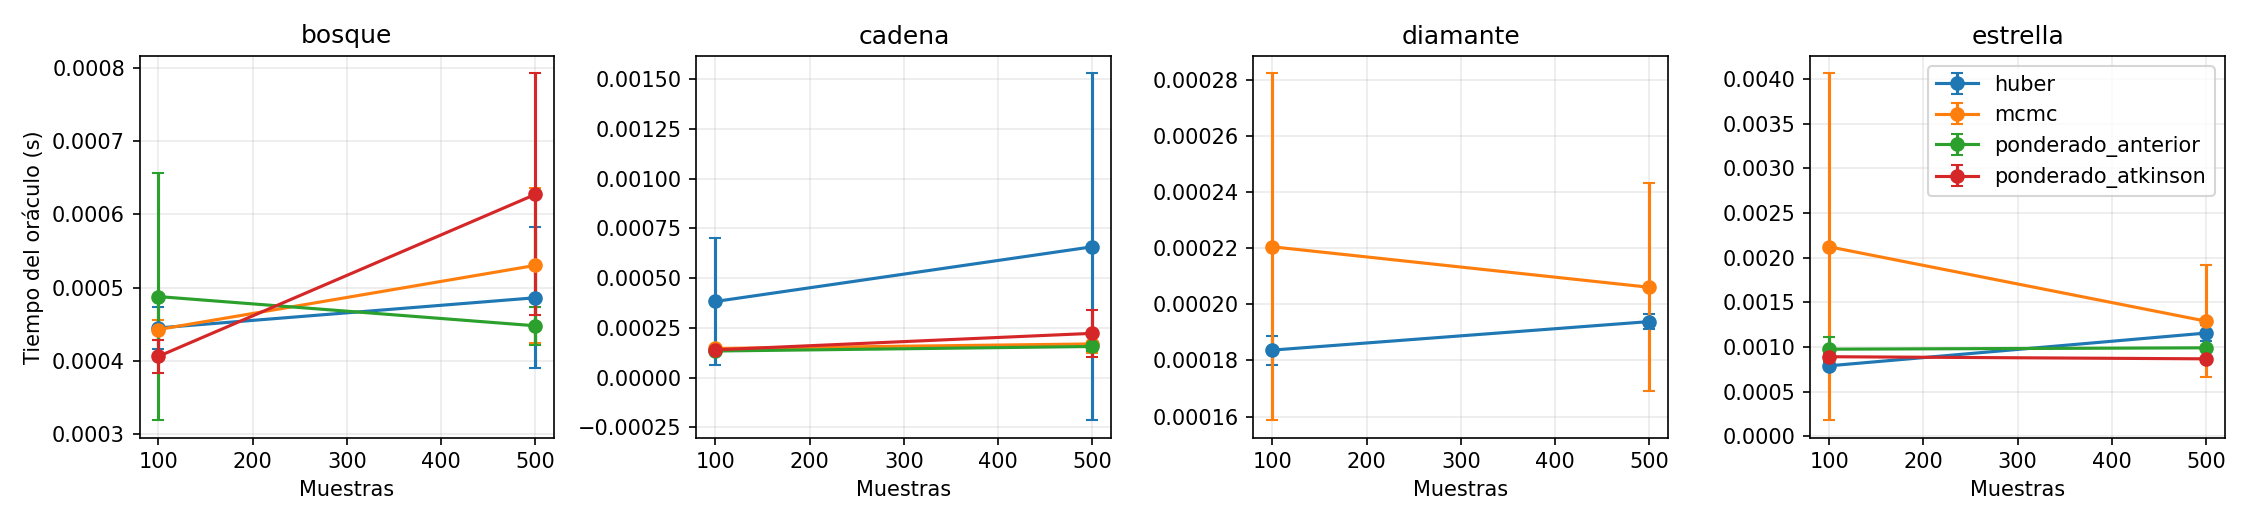 bosque
Tiempo del oráculo (s)
0.0008
0.0007
0.0006
0.0005
0.0004
0.0003
100 200 300 400 500
Muestras
cadena
0.00150
0.00125
0.00100
0.00075
0.00050
0.00025
0.00000
−0.00025
100 200 300 400 500
Muestras
diamante
0.00028
0.00026
0.00024
0.00022
0.00020
0.00018
0.00016
100 200 300 400 500
Muestras
estrella
0.0040
0.0035
0.0030
0.0025
0.0020
0.0015
0.0010
0.0005
0.0000
huber
mcmc
ponderado_anterior
ponderado_atkinson
100 200 300 400 500
Muestras